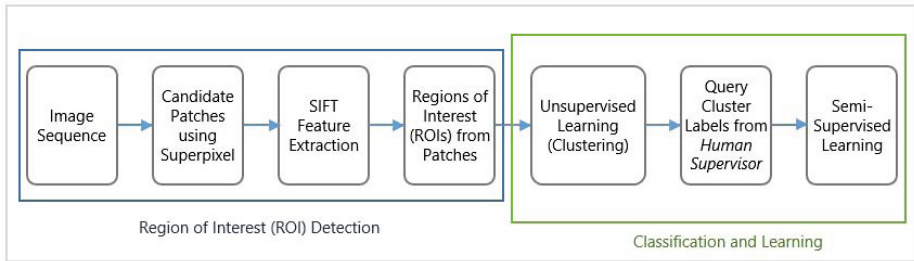 Image
Sequence
Candidate
Patches
using
Superpixel
SIFT
Feature
Extraction
Regions of
Interest
(ROIs) from
Patches
Unsupervised
Learning
(Clustering)
Query
Cluster
Labels from
Human
Supervisor
Semi-
Supervised
Learning
Region of Interest (ROI) Detection
Classification and Learning